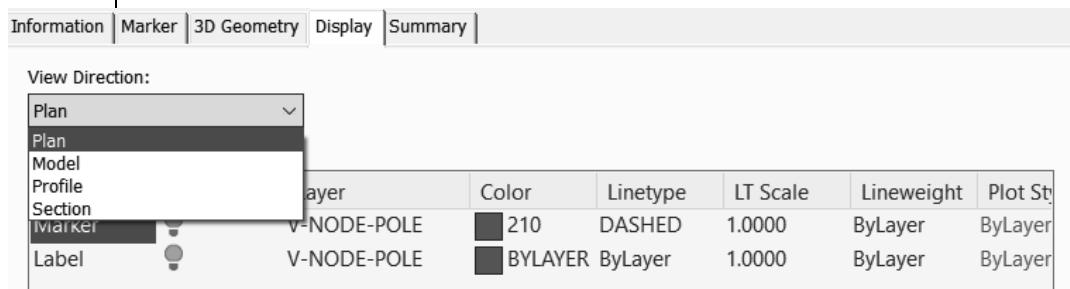 Information Marker 3D Geometry Display Summary
View Direction:
Plan
Plan
Model
Profile
Section
Color Linetype LT Scale Lineweight
Marker V-NODE-POLE 210 DASHED 1.0000 ByLayer ByLayer
Label V-NODE-POLE BYLAYER ByLayer 1.0000 ByLayer ByLayer